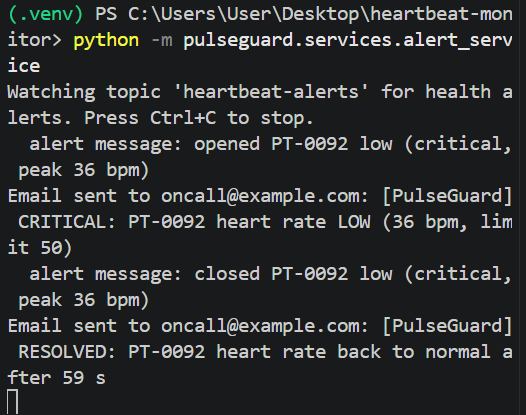 (.venv) PS C:\Users\User\Desktop\heartbeat-mon
itor> python -m pulseguard.services.alert_serv
ice
Watching topic 'heartbeat-alerts' for health a
lerts. Press Ctrl+C to stop.
  alert message: opened PT-0092 low (critical,
 peak 36 bpm)
Email sent to oncall@example.com: [PulseGuard]
 CRITICAL: PT-0092 heart rate LOW (36 bpm, lim
it 50)
  alert message: closed PT-0092 low (critical,
 peak 36 bpm)
Email sent to oncall@example.com: [PulseGuard]
 RESOLVED: PT-0092 heart rate back to normal a
fter 59 s